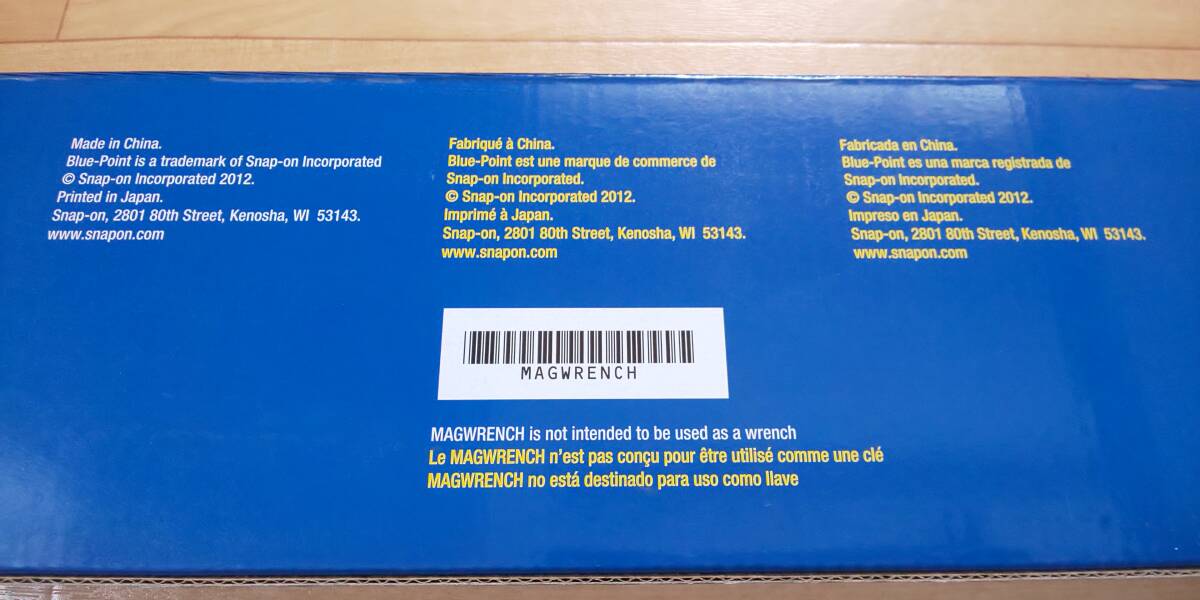 Made in China.
Blue-Point is a trademark of Snap-on Incorporated
© Snap-on Incorporated 2012.
Printed in Japan.
Snap-on, 2801 80th Street, Kenosha, WI 53143.
www.snapon.com
Fabriqué à China.
Blue-Point est une marque de commerce de
Snap-on Incorporated.
© Snap-on Incorporated 2012.
Imprimé à Japan.
Snap-on, 2801 80th Street, Kenosha, WI 53143.
www.snapon.com
Fabricada en China.
Blue-Point es una marca registrada de
Snap-on Incorporated.
© Snap-on Incorporated 2012.
Impreso en Japan.
Snap-on, 2801 80th Street, Kenosha, WI 53143.
www.snapon.com
MAGWRENCH
MAGWRENCH is not intended to be used as a wrench
Le MAGWRENCH n'est pas conçu pour être utilisé comme une clé
MAGWRENCH no está destinado para uso como llave